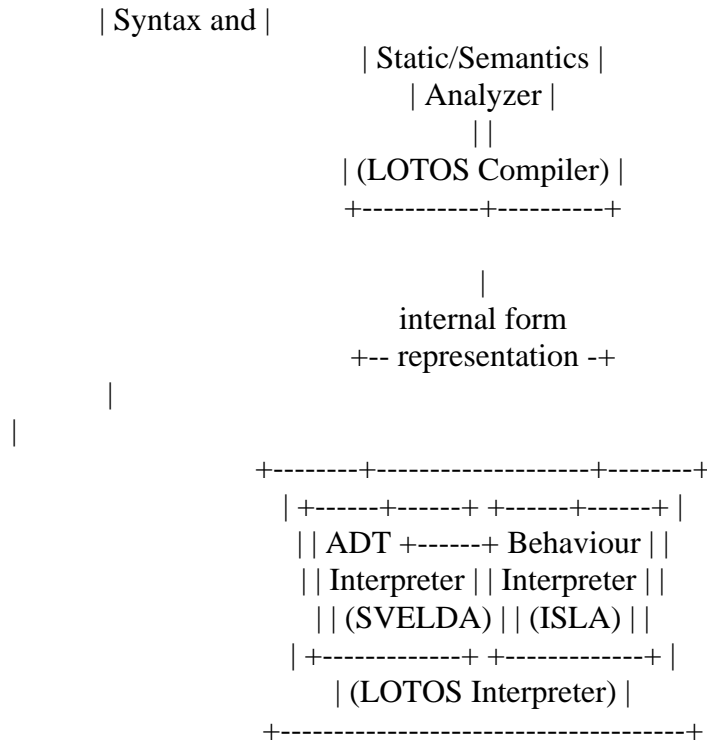 | Syntax and |
| Static/Semantics |
| Analyzer |
| |
| (LOTOS Compiler) |
+-----------+----------+
|
internal form
+-- representation -+
|
|
+--------+--------------------+--------+
| +------+------+ +------+------+ |
| | ADT +------+ Behaviour | |
| | Interpreter | | Interpreter | |
| | (SVELDA) | | (ISLA) | |
| +-------------+ +-------------+ |
| (LOTOS Interpreter) |
+--------------------------------------+